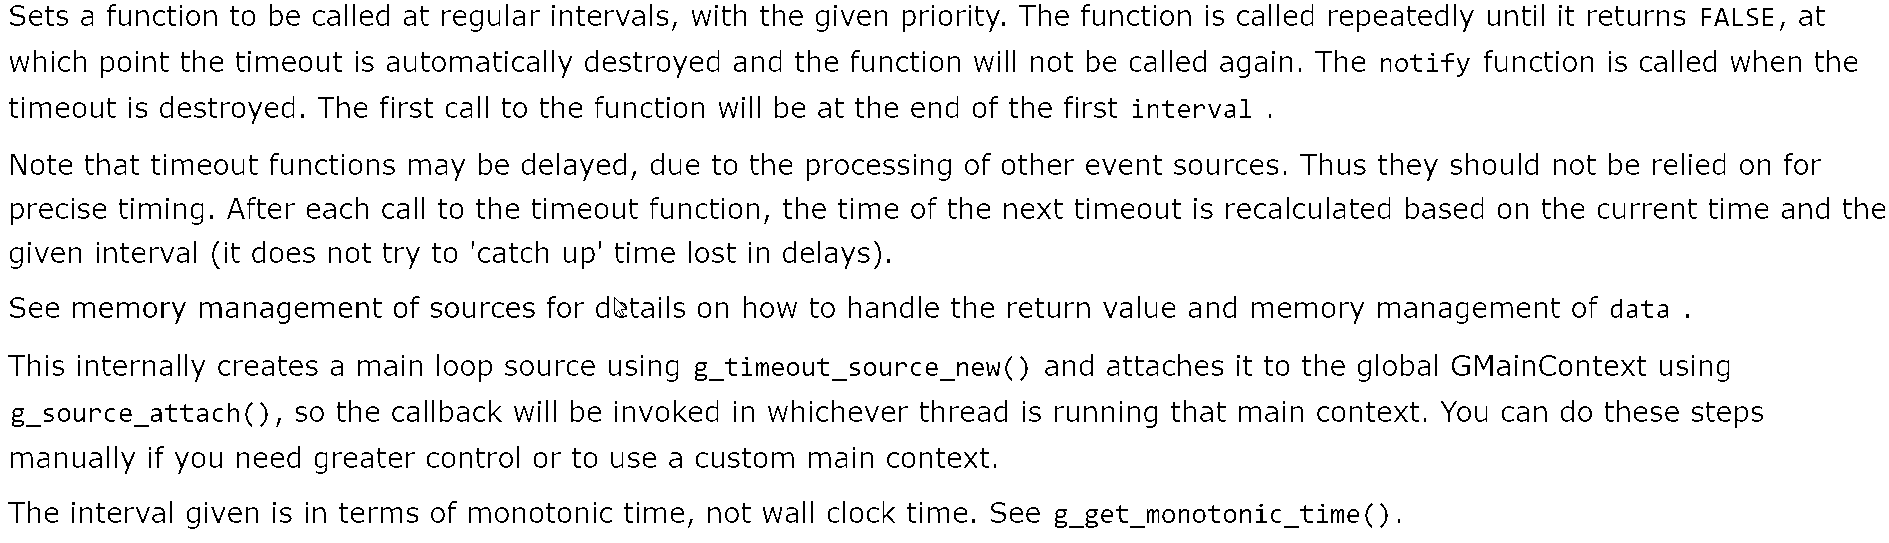 Sets a function to be called at regular intervals, with the given priority. The function is called repeatedly until it returns FALSE, at
which point the timeout is automatically destroyed and the function will not be called again. The notify function is called when the
timeout is destroyed. The first call to the function will be at the end of the first interval .
Note that timeout functions may be delayed, due to the processing of other event sources. Thus they should not be relied on for
precise timing. After each call to the timeout function, the time of the next timeout is recalculated based on the current time and the
given interval (it does not try to 'catch up' time lost in delays).
See memory management of sources for details on how to handle the return value and memory management of data .
This internally creates a main loop source using g_timeout_source_new() and attaches it to the global GMainContext using
g_source_attach(), so the callback will be invoked in whichever thread is running that main context. You can do these steps
manually if you need greater control or to use a custom main context.
The interval given is in terms of monotonic time, not wall clock time. See g_get_monotonic_time().